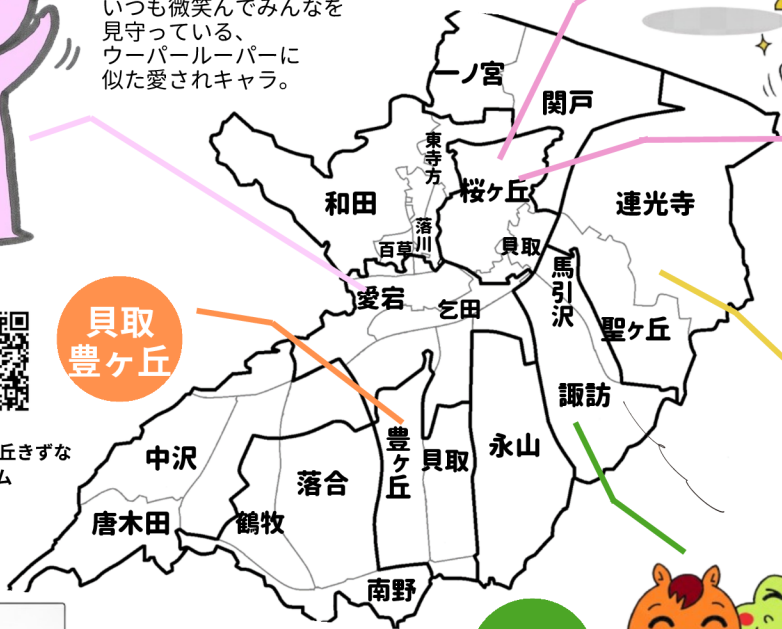 いつも微笑んでみんなを
見守っている、
ウーパールーパーに
似た愛されキャラ。
一ノ宮
関戸
東寺方
桜ヶ丘
和田
連光寺
落川
百草
貝取
馬引沢
愛宕
乞田
聖ヶ丘
貝取
豊ヶ丘
諏訪
豊ヶ丘
貝取
永山
中沢
落合
唐木田
鶴牧
南野
丘きずな
ム